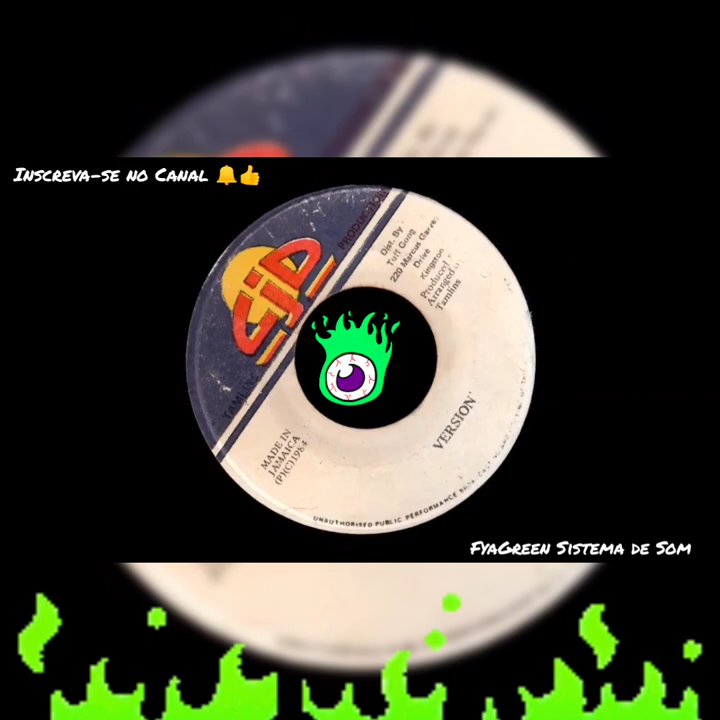 Inscreva-se no Canal 🔔👍
PRODUCTION
Dist. By
Tuff Gong
220 Marcus Garvey
Drive
Kingston
Produced
Arranged
Tamlins
TAMLINS
MADE IN
JAMAICA
(P)(C)1984
VERSION
UNAUTHORISED PUBLIC PERFORMANCE
FyaGreen Sistema de Som